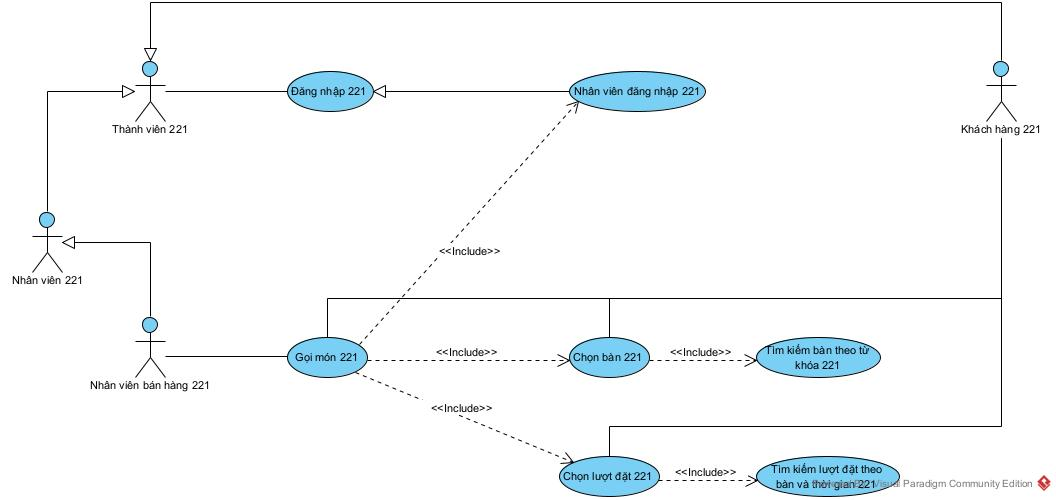 Thành viên 221
Đăng nhập 221
Nhân viên đăng nhập 221
Khách hàng 221
<<Include>>
Nhân viên 221
Nhân viên bán hàng 221
Gọi món 221
<<Include>>
Chọn bàn 221
<<Include>>
Tìm kiếm bàn theo từ
khóa 221
<<Include>>
Chọn lượt đặt 221
<<Include>>
Tìm kiếm lượt đặt theo
bàn và thời gian 221
Visual Paradigm Community Edition